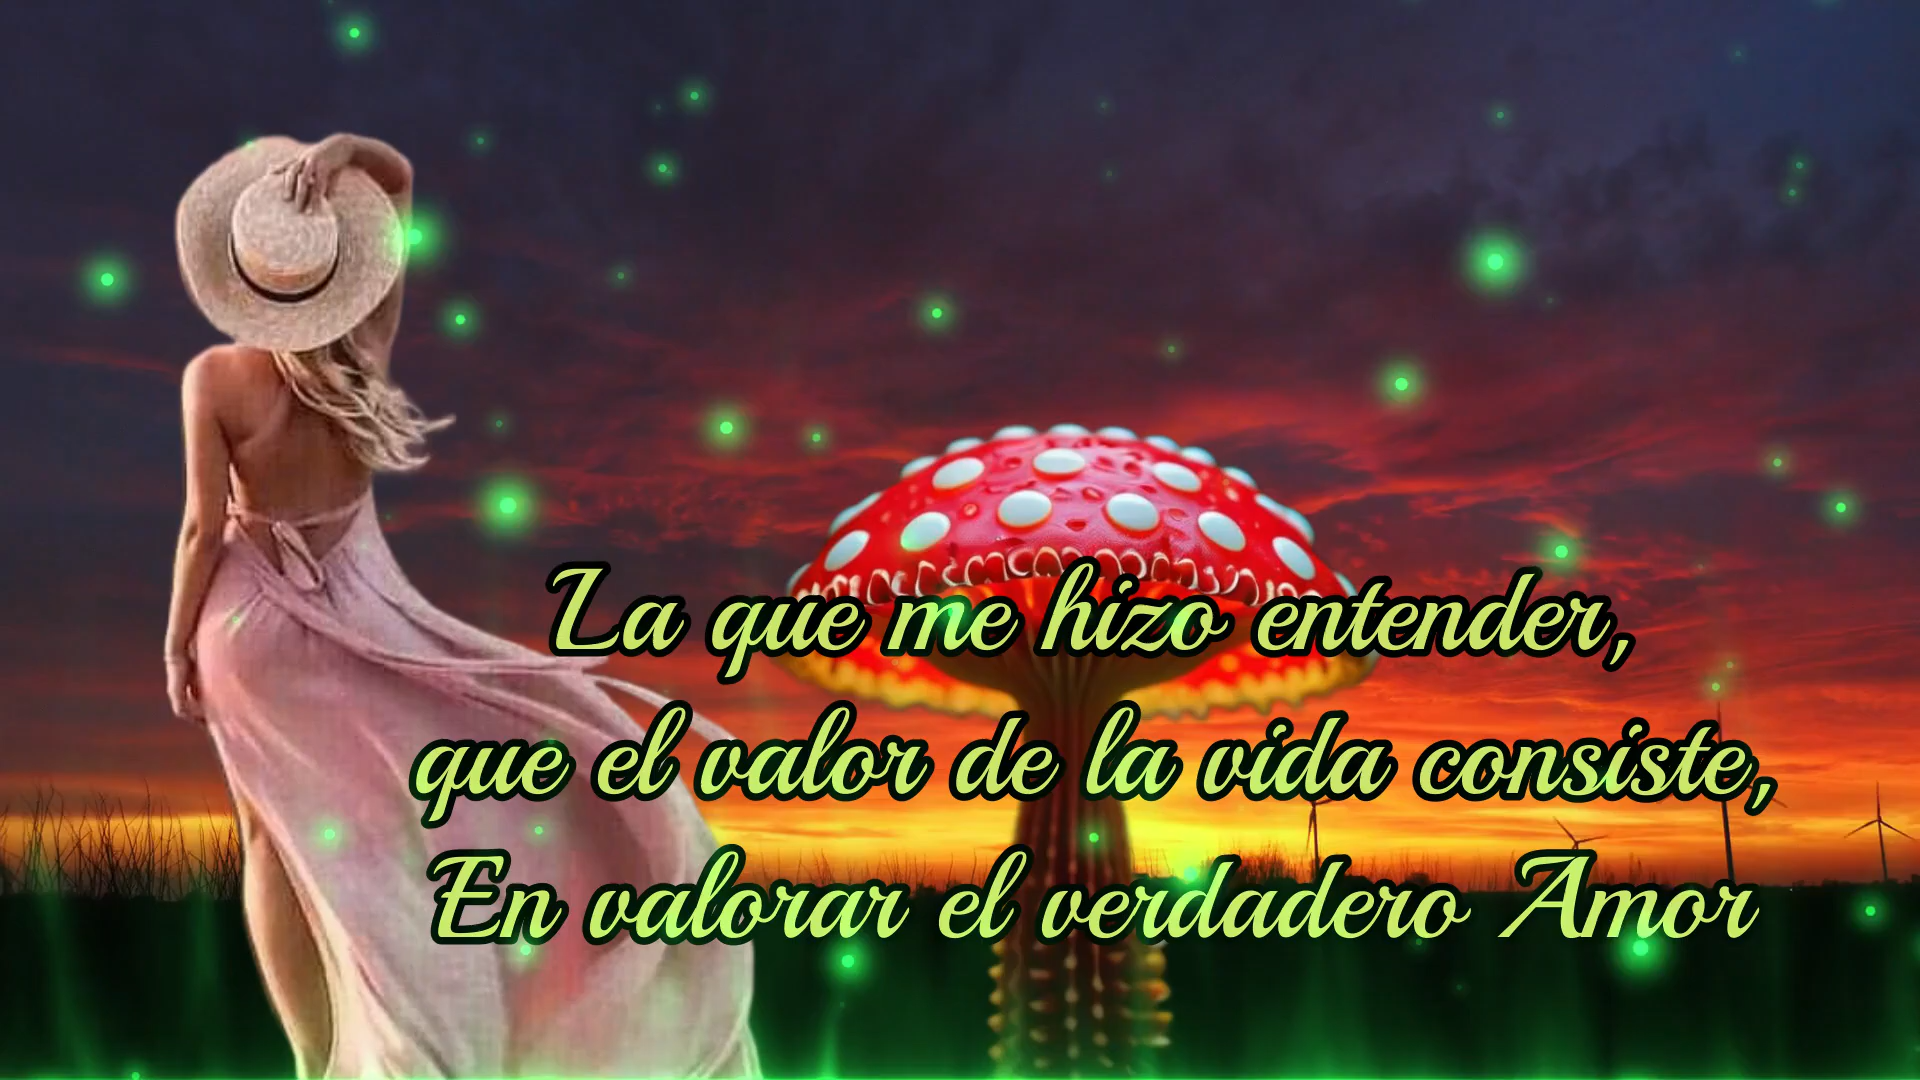 La que me hizo entender,
que el valor de la vida consiste,
En valorar el verdadero Amor